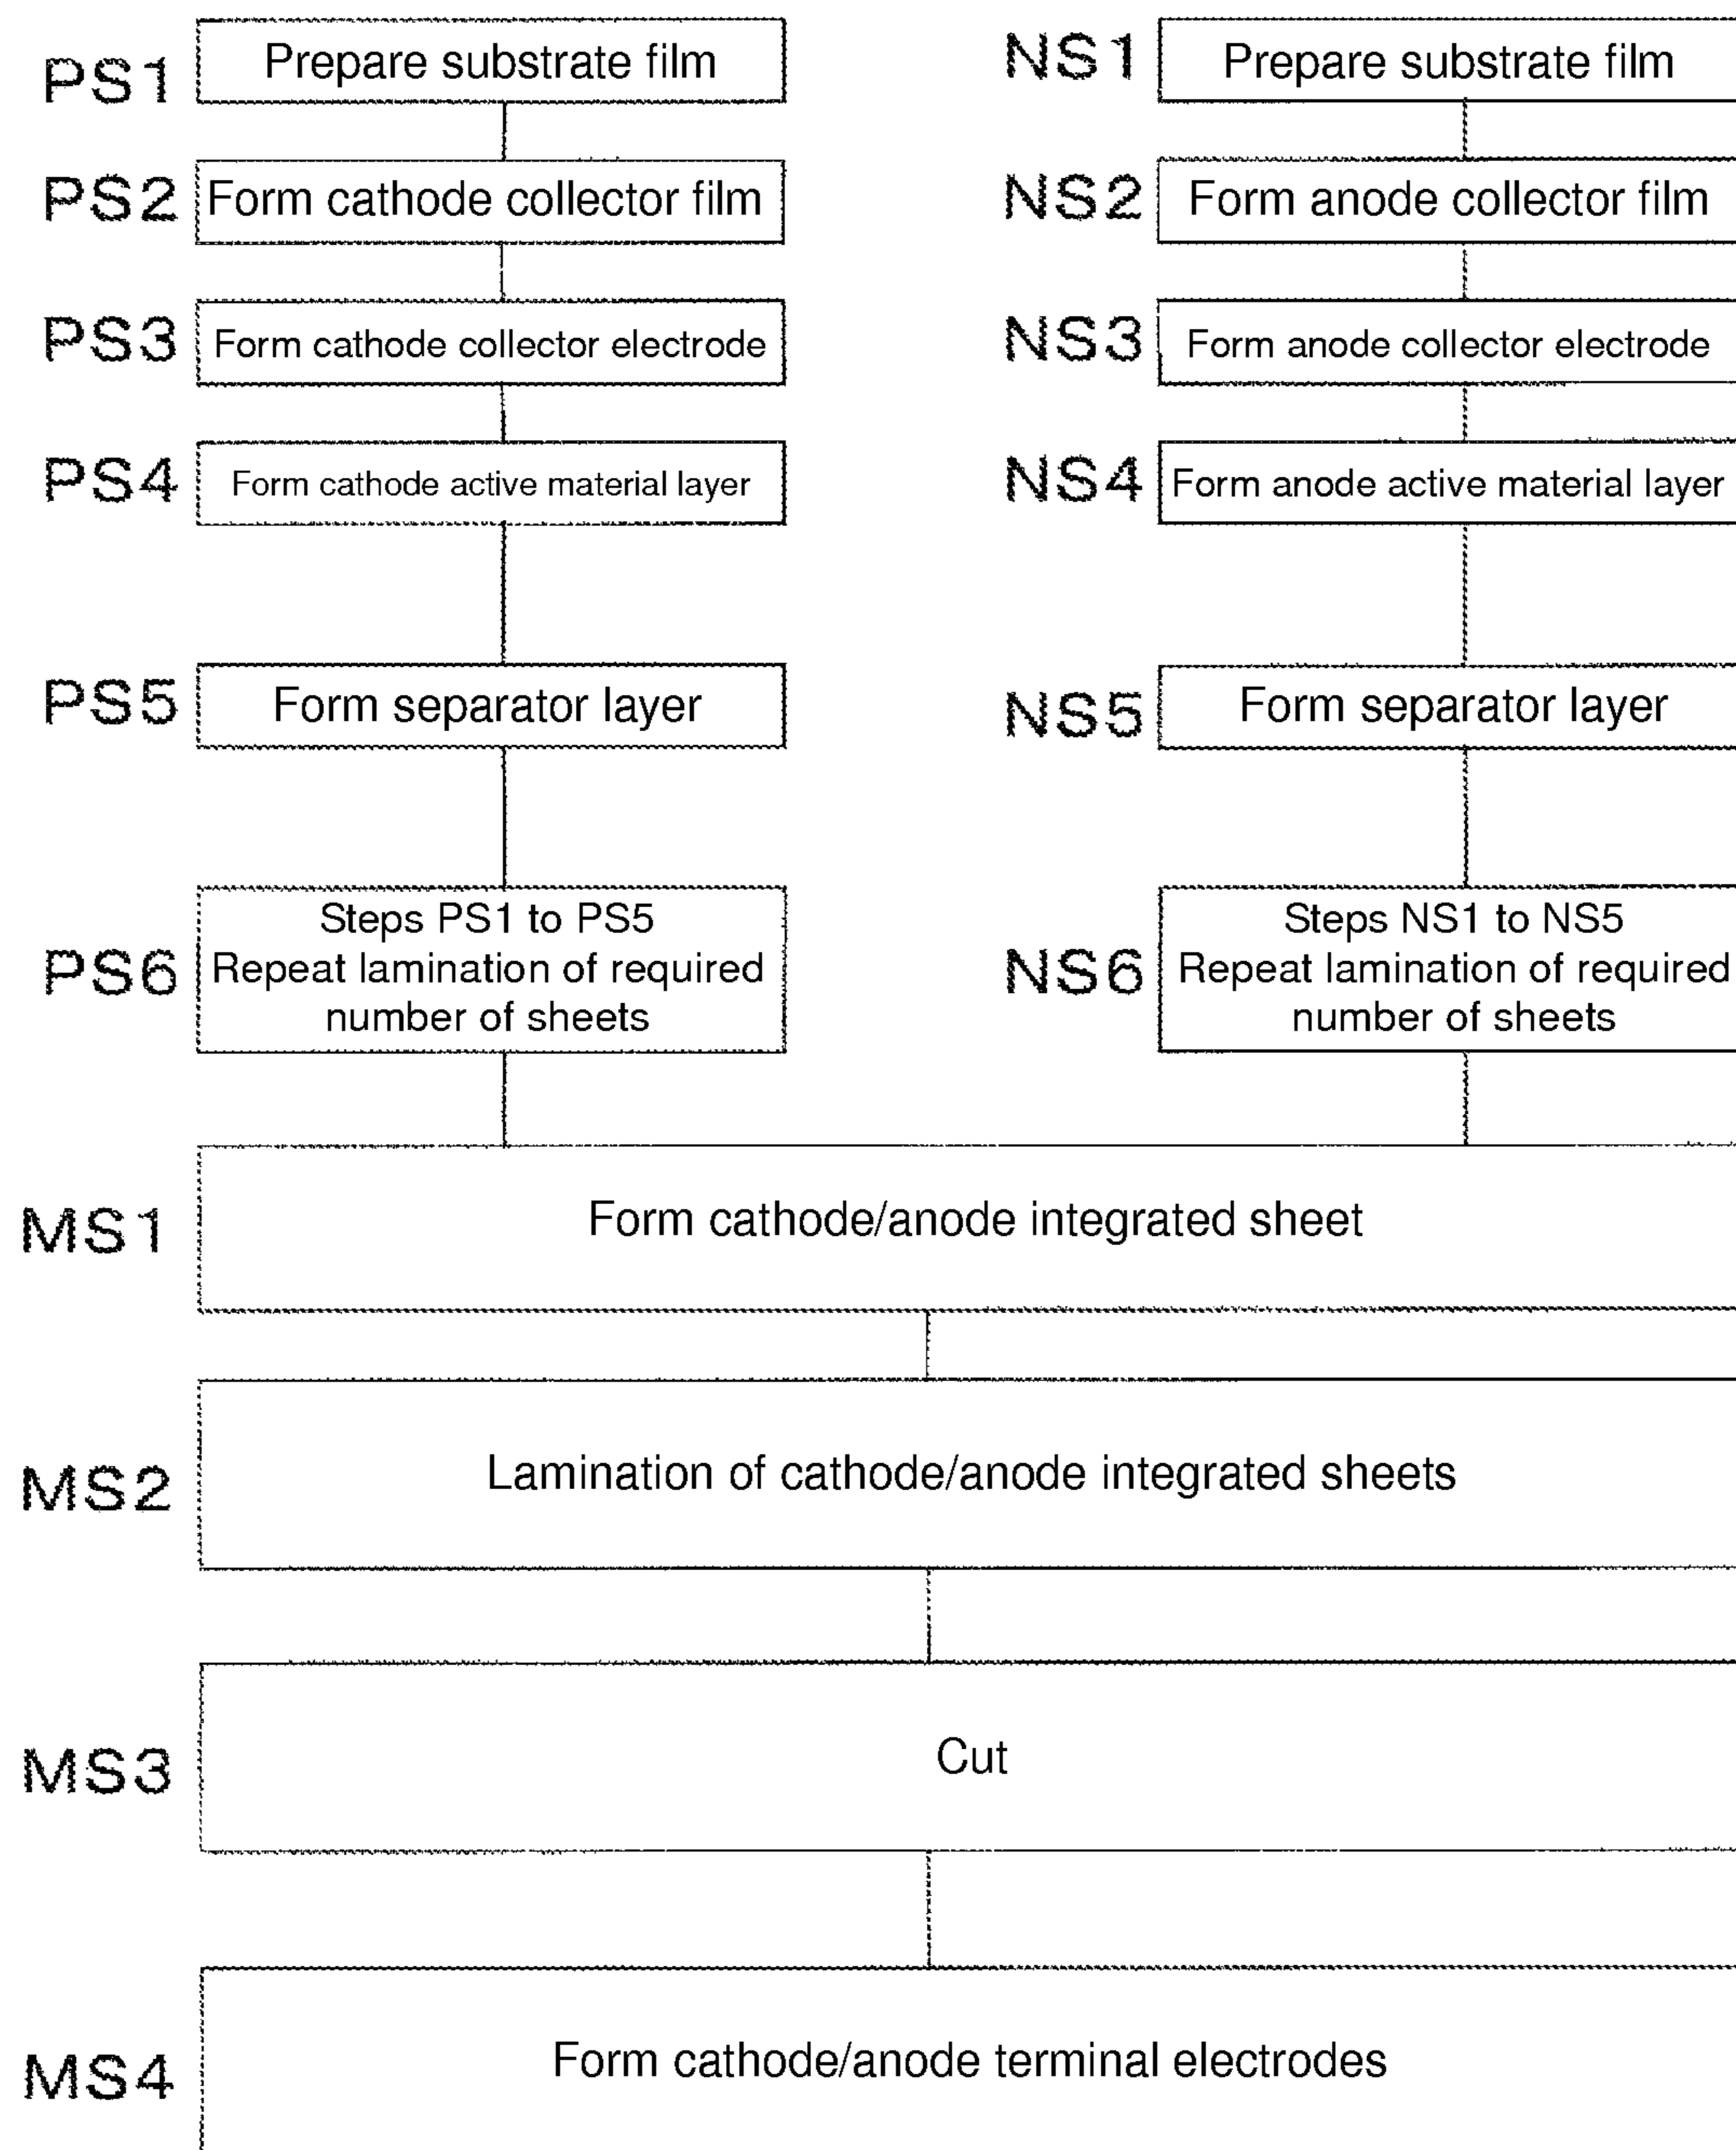 PS1
Prepare substrate film
NS1
Prepare substrate film
PS2
Form cathode collector film
NS2
Form anode collector film
PS3
Form cathode collector electrode
NS3
Form anode collector electrode
PS4
Form cathode active material layer
NS4
Form anode active material layer
PS5
Form separator layer
NS5
Form separator layer
PS6
Steps PS1 to PS5
Repeat lamination of required
number of sheets
NS6
Steps NS1 to NS5
Repeat lamination of required
number of sheets
MS1
Form cathode/anode integrated sheet
MS2
Lamination of cathode/anode integrated sheets
MS3
Cut
MS4
Form cathode/anode terminal electrodes